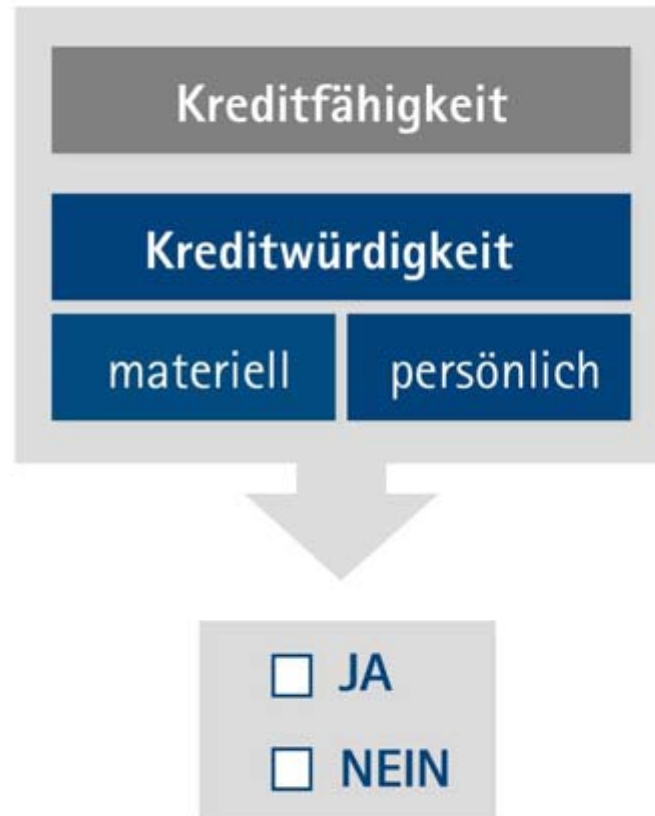 Kreditfähigkeit
Kreditwürdigkeit
materiell persönlich
JA
NEIN